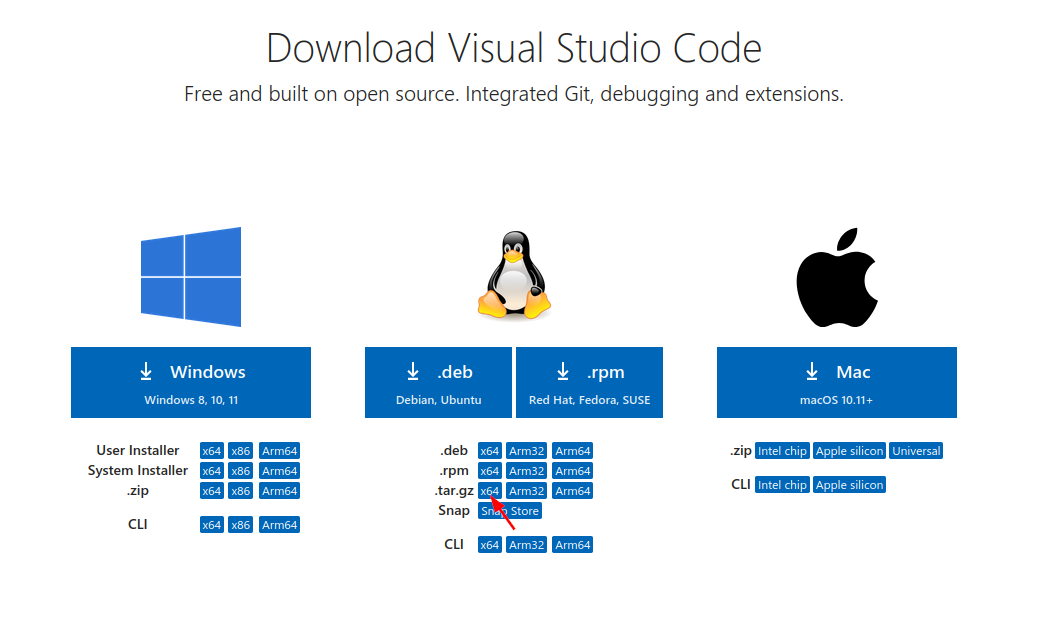 Download Visual Studio Code
Free and built on open source. Integrated Git, debugging and extensions.
Windows
Windows 8, 10, 11
User Installer x64 x86 Arm64
System Installer x64 x86 Arm64
.zip x64 x86 Arm64
CLI x64 x86 Arm64
.deb
Debian, Ubuntu
.rpm
Red Hat, Fedora, SUSE
.deb x64 Arm32 Arm64
.rpm x64 Arm32 Arm64
.tar.gz x64 Arm32 Arm64
Snap Snap Store
CLI x64 Arm32 Arm64
Mac
macOS 10.11+
.zip Intel chip Apple silicon Universal
CLI Intel chip Apple silicon